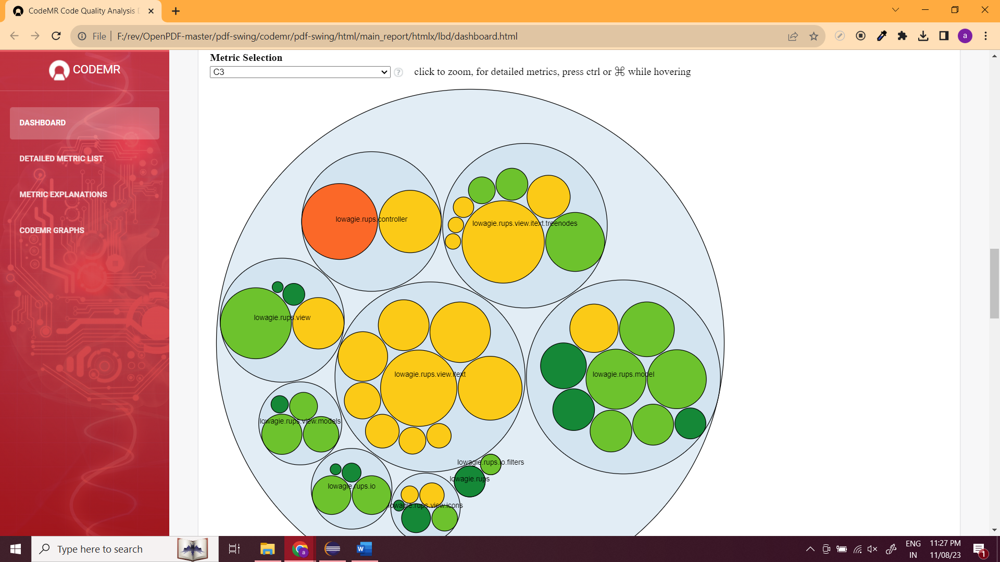 CodeMR Code Quality Analysis
File
F:/rev/OpenPDF-master/pdf-swing/codemr/pdf-swing/html/main_report/htmlx/lbd/dashboard.html
a
CODEMR
DASHBOARD
DETAILED METRIC LIST
METRIC EXPLANATIONS
CODEMR GRAPHS
Metric Selection
C3
?
click to zoom, for detailed metrics, press ctrl or ⌘ while hovering
lowagie.rups.controller
lowagie.rups.view.itext.treenodes
lowagie.rups.view
lowagie.rups.view.itext
lowagie.rups.model
lowagie.rups.view.models
lowagie.rups.io.filters
lowagie.rups
lowagie.rups.io
lowagie.rups.view.icons
Type here to search
a
W
ENG
IN
11:27 PM
11/08/23
1